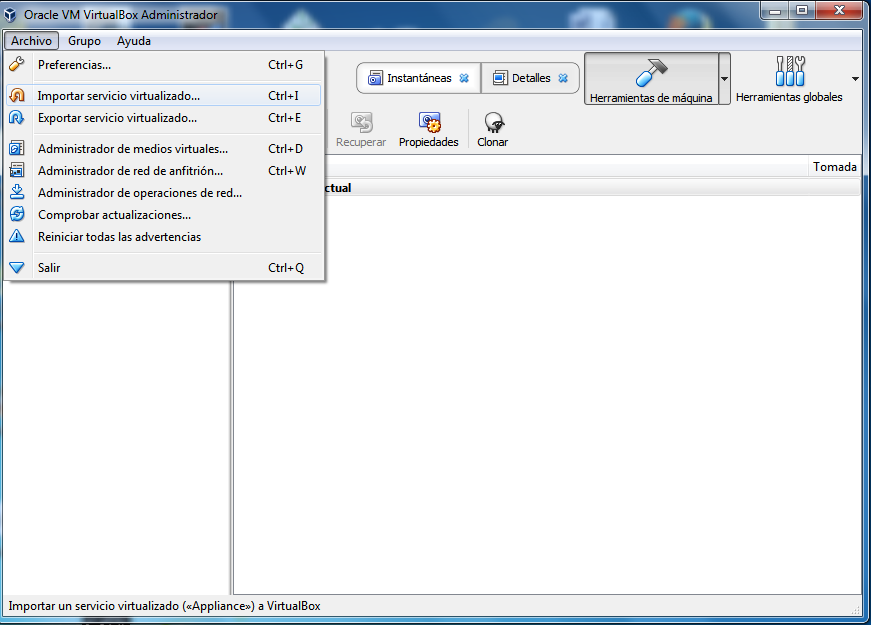 Oracle VM VirtualBox Administrador
Archivo Grupo Ayuda
Preferencias... Ctrl+G
Importar servicio virtualizado... Ctrl+I
Exportar servicio virtualizado... Ctrl+E
Administrador de medios virtuales... Ctrl+D
Administrador de red de anfitrión... Ctrl+W
Administrador de operaciones de red...
Comprobar actualizaciones...
Reiniciar todas las advertencias
Salir Ctrl+Q
Instantáneas Detalles
Herramientas de máquina
Herramientas globales
Recuperar Propiedades Clonar
Tomada
ctual
Importar un servicio virtualizado («Appliance») a VirtualBox